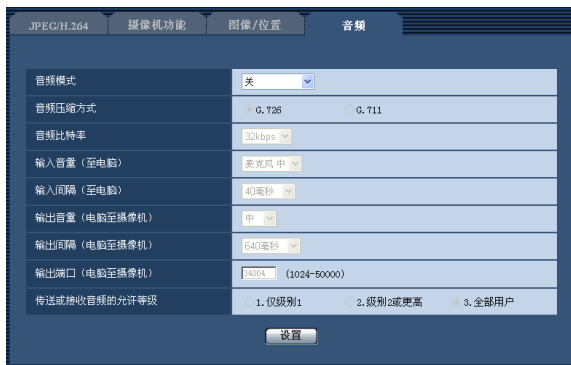 JPEG/H.264 摄像机功能 图像/位置 音频
音频模式 关
音频压缩方式 G.726 G.711
音频比特率 32kbps
输入音量（至电脑） 麦克风 中
输入间隔（至电脑） 40毫秒
输出音量（电脑至摄像机） 中
输出间隔（电脑至摄像机） 640毫秒
输出端口（电脑至摄像机） 34004 (1024-50000)
传送或接收音频的允许等级 1.仅级别1 2.级别2或更高 3.全部用户
设置